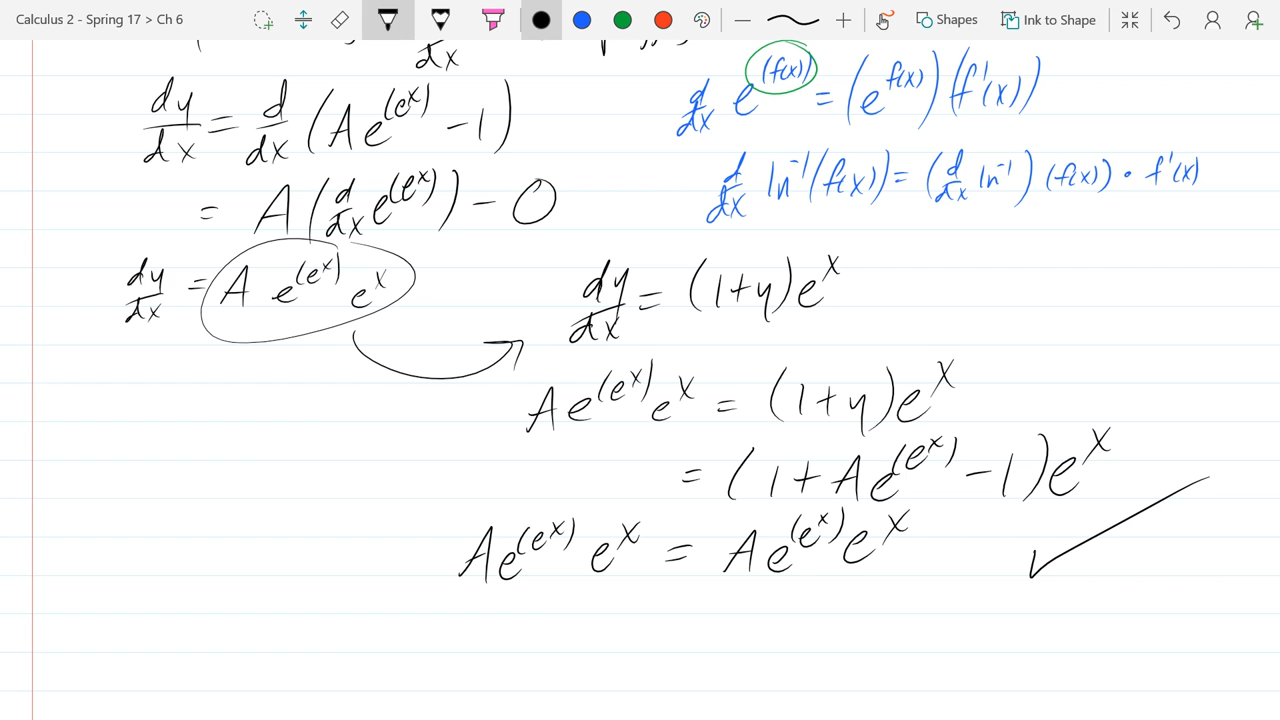 Calculus 2 - Spring 17 > Ch 6
Shapes
Ink to Shape
dx
dy/dx = d/dx (Ae^(e^x) - 1)
= A(d/dx e^(e^x)) - 0
dy/dx = A e^(e^x) e^x
d/dx e^(f(x)) = (e^f(x))(f'(x))
d/dx ln^-1(f(x)) = (d/dx ln^-1)(f(x)) • f'(x)
dy/dx = (1+y)e^x
Ae^(e^x) e^x = (1+y)e^x
= (1+Ae^(e^x) - 1)e^x
Ae^(e^x) e^x = Ae^(e^x) e^x